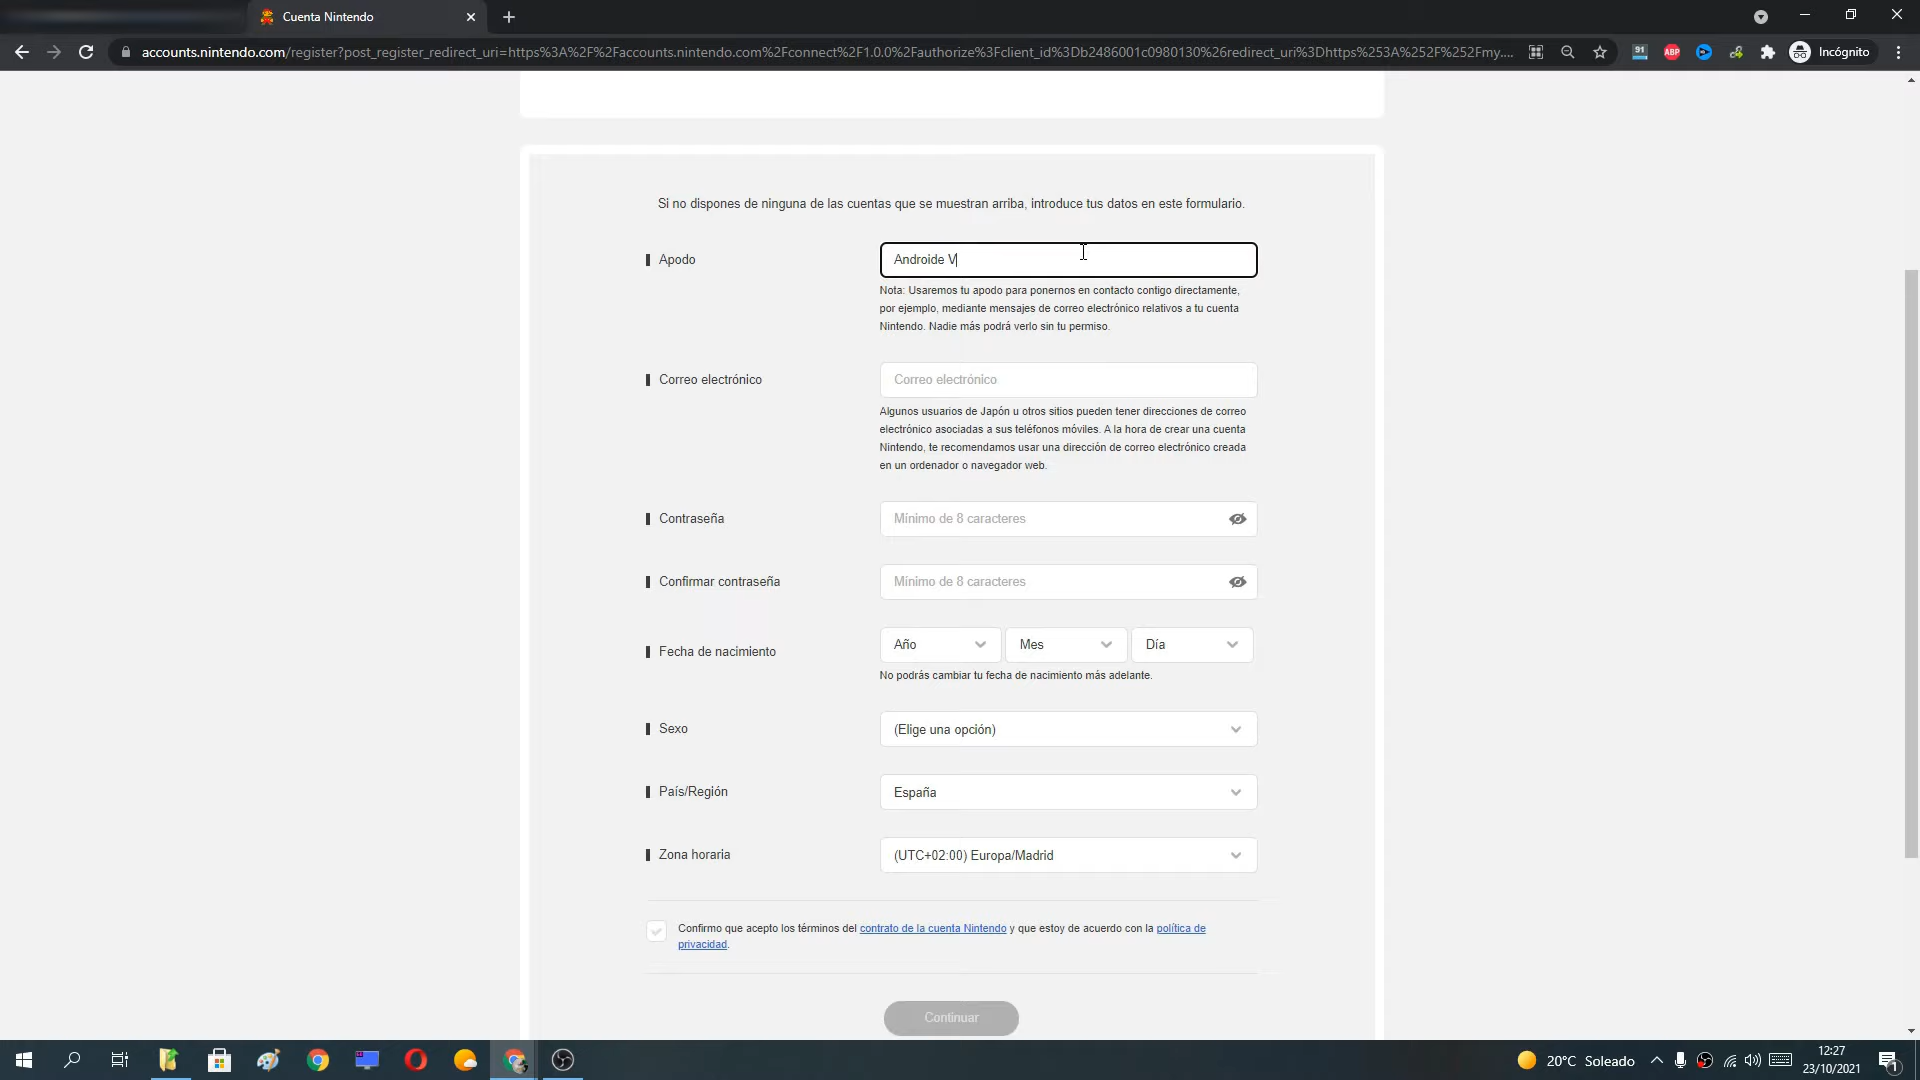 Cuenta Nintendo
accounts.nintendo.com/register?post_register_redirect_uri=https%3A%2F%2Faccounts.nintendo.com%2Fconnect%2F1.0.0%2Fauthorize%3Fclient_id%3Db2486001c0980130%26redirect_uri%3Dhttps%253A%252F%252Fmy....
91
ABP
Incógnito
Si no dispones de ninguna de las cuentas que se muestran arriba, introduce tus datos en este formulario.
Apodo
Androide V
Nota: Usaremos tu apodo para ponernos en contacto contigo directamente,
por ejemplo, mediante mensajes de correo electrónico relativos a tu cuenta
Nintendo. Nadie más podrá verlo sin tu permiso.
Correo electrónico
Correo electrónico
Algunos usuarios de Japón u otros sitios pueden tener direcciones de correo
electrónico asociadas a sus teléfonos móviles. A la hora de crear una cuenta
Nintendo, te recomendamos usar una dirección de correo electrónico creada
en un ordenador o navegador web.
Contraseña
Mínimo de 8 caracteres
Confirmar contraseña
Mínimo de 8 caracteres
Fecha de nacimiento
Año
Mes
Día
No podrás cambiar tu fecha de nacimiento más adelante.
Sexo
(Elige una opción)
País/Región
España
Zona horaria
(UTC+02:00) Europa/Madrid
Confirmo que acepto los términos del contrato de la cuenta Nintendo y que estoy de acuerdo con la política de
privacidad.
Continuar
20°C Soleado
12:27
23/10/2021
1